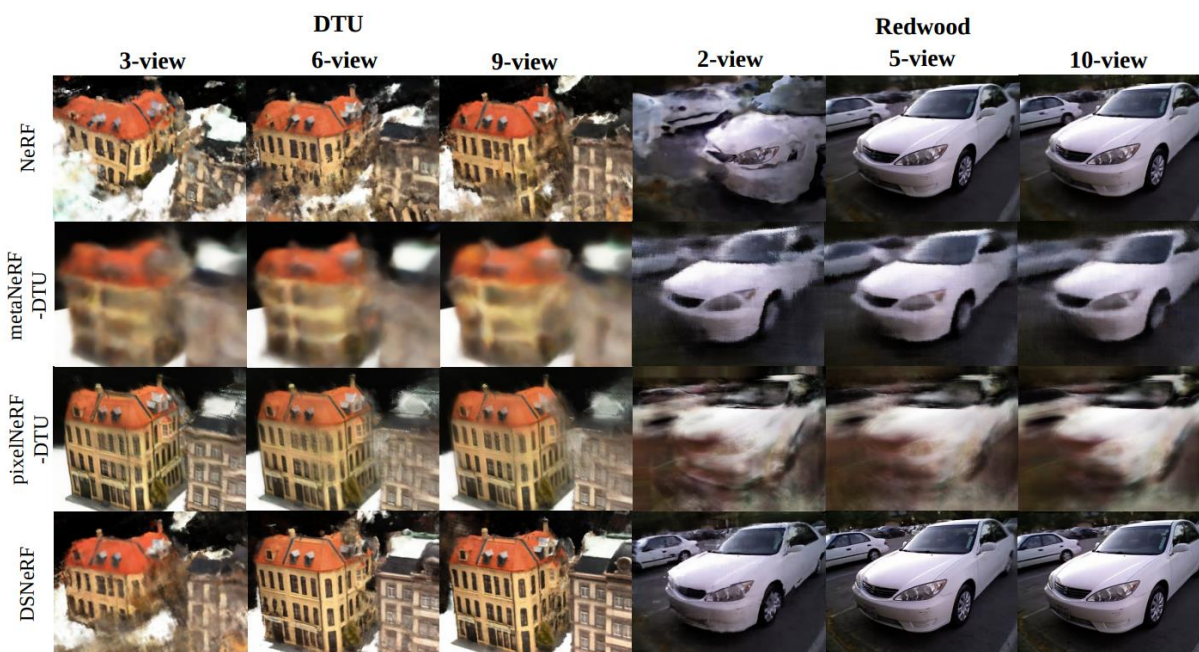 DTU
Redwood
3-view
6-view
9-view
2-view
5-view
10-view
NeRF
metaNeRF
-DTU
pixelNeRF
-DTU
DSNeRF